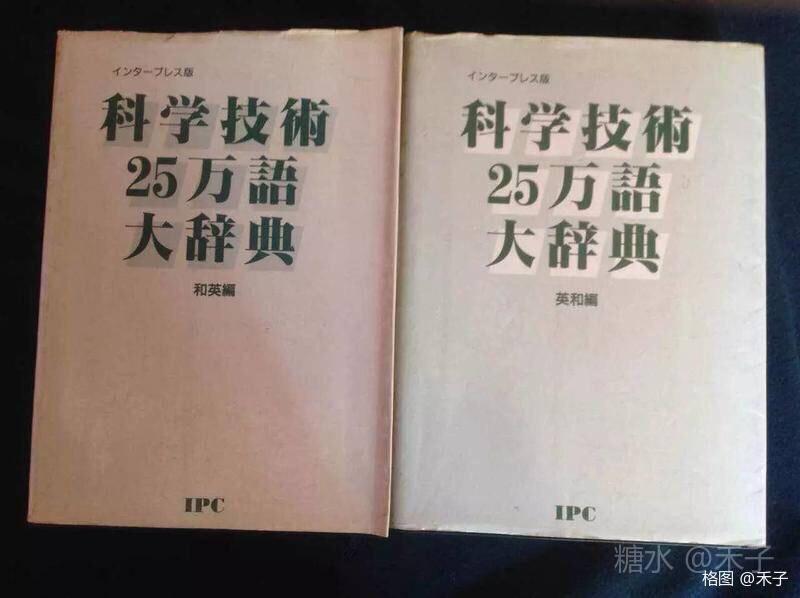 インタープレス版
科学技術
25万語
大辞典
和英編
IPC
インタープレス版
科学技術
25万語
大辞典
英和編
IPC
糖水 @禾子
格图 @禾子